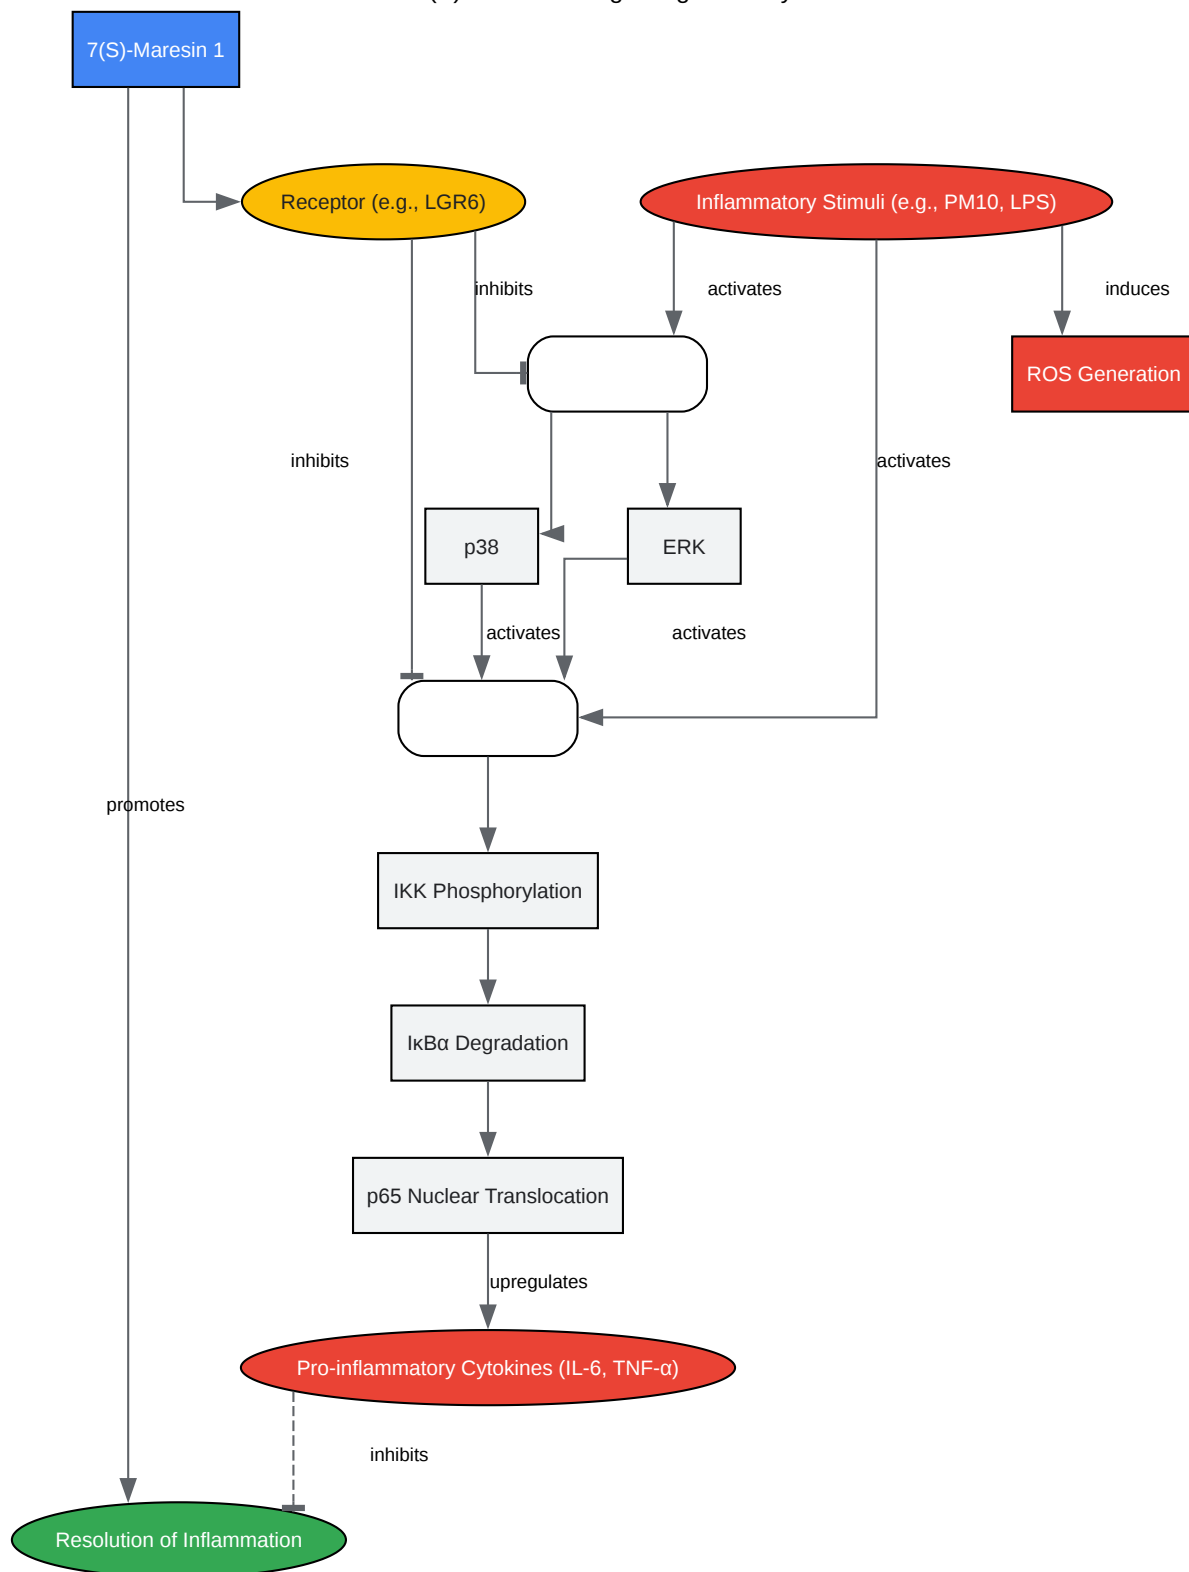 7(S)-Maresin 1
Receptor (e.g., LGR6)
Inflammatory Stimuli (e.g., PM10, LPS)
inhibits
activates
induces
ROS Generation
inhibits
activates
p38
ERK
activates
activates
promotes
IKK Phosphorylation
IκBα Degradation
p65 Nuclear Translocation
upregulates
Pro-inflammatory Cytokines (IL-6, TNF-α)
inhibits
Resolution of Inflammation